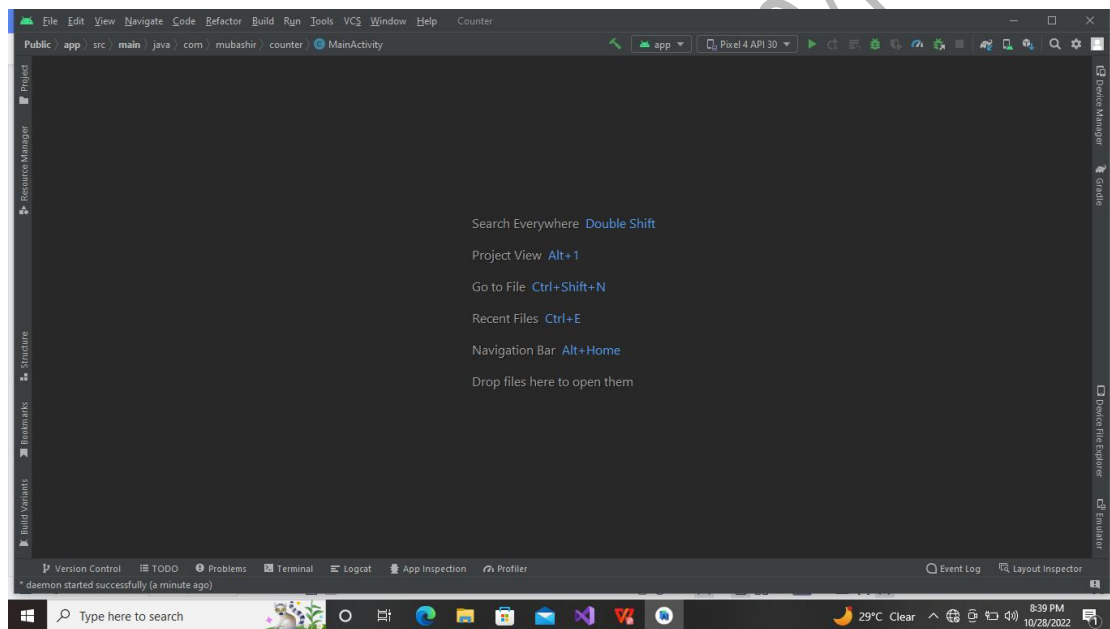 File Edit View Navigate Code Refactor Build Run Tools VCS Window Help Counter
Public app src main java com mubashir counter MainActivity
app
Pixel 4 API 30
Project
Resource Manager
Structure
Bookmarks
Build Variants
Search Everywhere Double Shift
Project View Alt+1
Go to File Ctrl+Shift+N
Recent Files Ctrl+E
Navigation Bar Alt+Home
Drop files here to open them
Device Manager
Gradle
Device File Explorer
Emulator
Version Control TODO Problems Terminal Logcat App Inspection Profiler Event Log Layout Inspector
* daemon started successfully (a minute ago)
Type here to search
29°C Clear
8:39 PM
10/28/2022